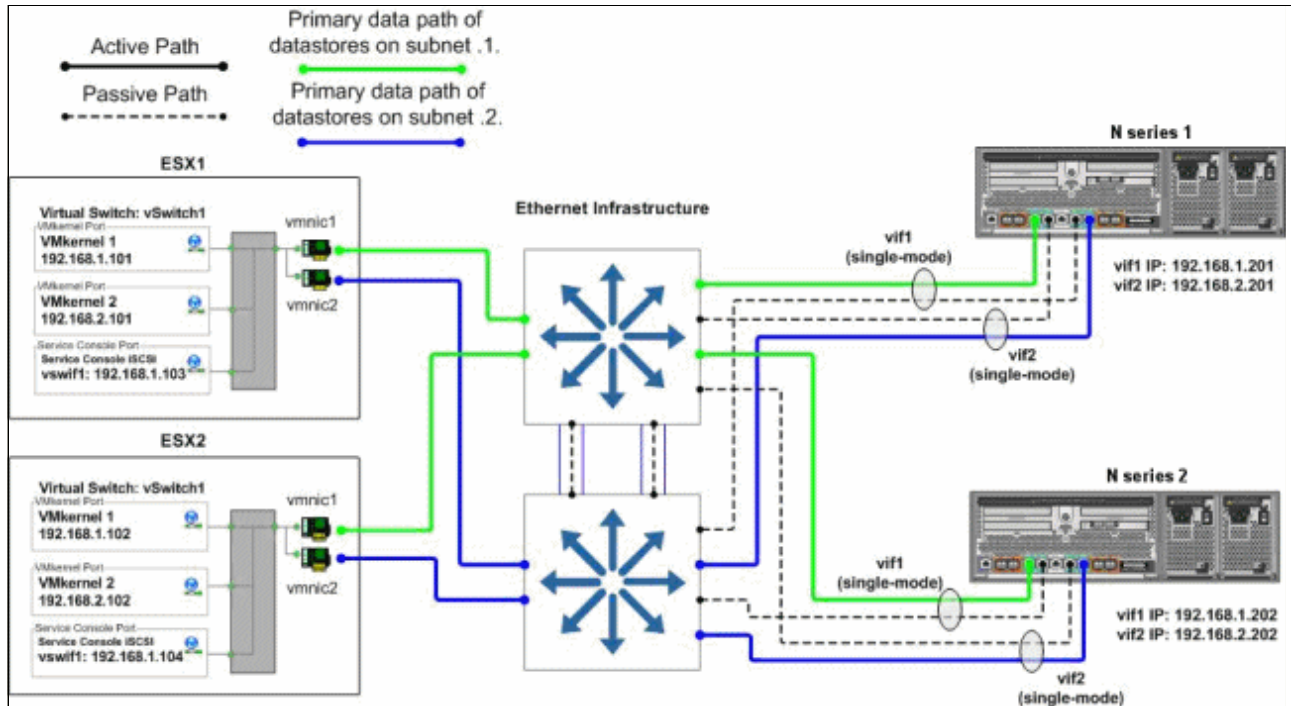 Active Path
Passive Path
Primary data path of
datastores on subnet .1.
Primary data path of
datastores on subnet .2.
ESX1
Virtual Switch: vSwitch1
VMkernel Port
VMkernel 1
192.168.1.101
VMkernel Port
VMkernel 2
192.168.2.101
Service Console Port
Service Console iSCSI
vswif1: 192.168.1.103
vmnic1
vmnic2
ESX2
Virtual Switch: vSwitch1
VMkernel Port
VMkernel 1
192.168.1.102
VMkernel Port
VMkernel 2
192.168.2.102
Service Console Port
Service Console iSCSI
vswif1: 192.168.1.104
vmnic1
vmnic2
Ethernet Infrastructure
N series 1
vif1
(single-mode)
vif2
(single-mode)
vif1 IP: 192.168.1.201
vif2 IP: 192.168.2.201
N series 2
vif1
(single-mode)
vif2
(single-mode)
vif1 IP: 192.168.1.202
vif2 IP: 192.168.2.202